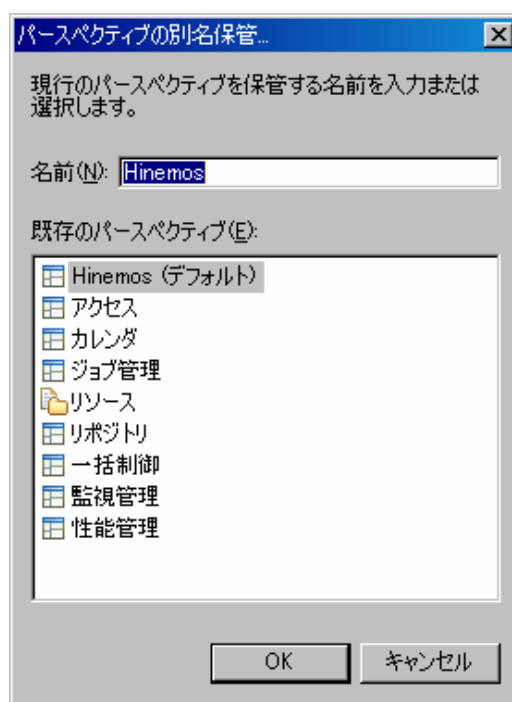 パースペクティブの別名保管...
現行のパースペクティブを保管する名前を入力または
選択します。
名前(N): Hinemos
既存のパースペクティブ(E):
Hinemos (デフォルト)
アクセス
カレンダ
ジョブ管理
リソース
リポジトリ
一括制御
監視管理
性能管理
OK キャンセル